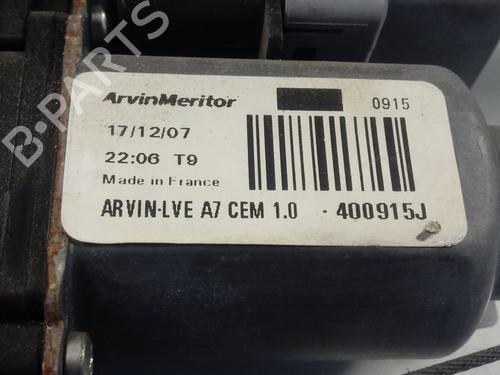 ArvinMeritor
0915
17/12/07
22:06 T9
Made in France
ARVIN-LVE A7 CEM 1.0 - 400915J
B-PARTS